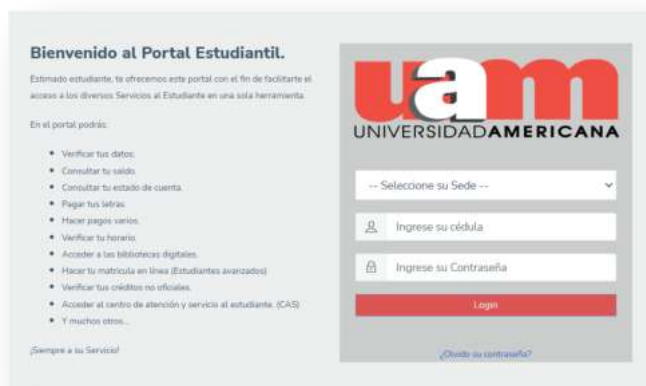 Bienvenido al Portal Estudiantil.
Estimado estudiante, te ofrecemos este portal con el fin de facilitarte el
acceso a los diversos Servicios al Estudiante en una sola herramienta.
En el portal podrás:
Verificar tus datos.
Consultar tu saldo.
Consultar tu estado de cuenta.
Pagar tus letras.
Hacer pagos varios.
Verificar tu horario.
Acceder a las bibliotecas digitales.
Hacer tu matrícula en línea (Estudiantes avanzados)
Verificar tus créditos no oficiales.
Acceder al centro de atención y servicio al estudiante. (CAS)
Y muchos otros...
¡Siempre a su Servicio!
uam
UNIVERSIDADAMERICANA
-- Seleccione su Sede --
Ingrese su cédula
Ingrese su Contraseña
Login
¿Olvido su contraseña?